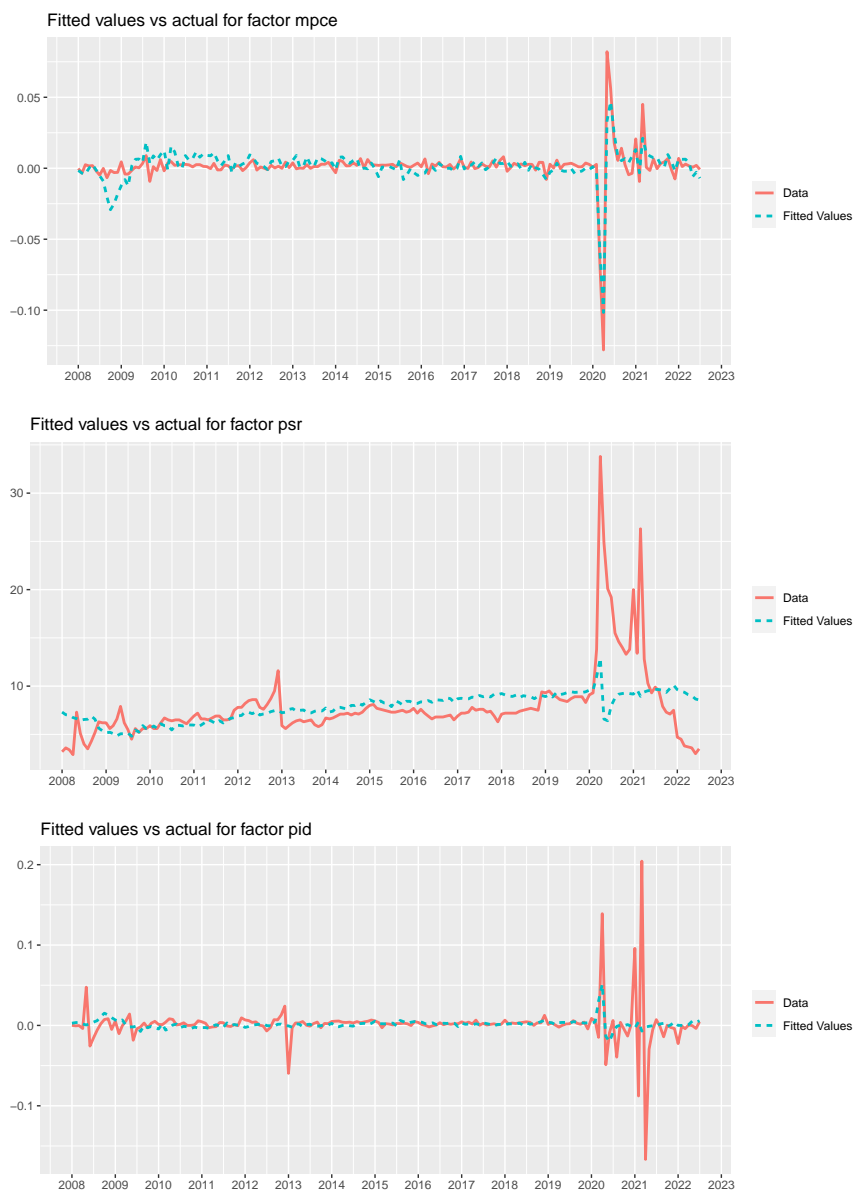 Fitted values vs actual for factor mpce
0.05
0.00
−0.05
−0.10
2008 2009 2010 2011 2012 2013 2014 2015 2016 2017 2018 2019 2020 2021 2022 2023
Data
Fitted Values
Fitted values vs actual for factor psr
30
20
10
2008 2009 2010 2011 2012 2013 2014 2015 2016 2017 2018 2019 2020 2021 2022 2023
Data
Fitted Values
Fitted values vs actual for factor pid
0.2
0.1
0.0
−0.1
2008 2009 2010 2011 2012 2013 2014 2015 2016 2017 2018 2019 2020 2021 2022 2023
Data
Fitted Values